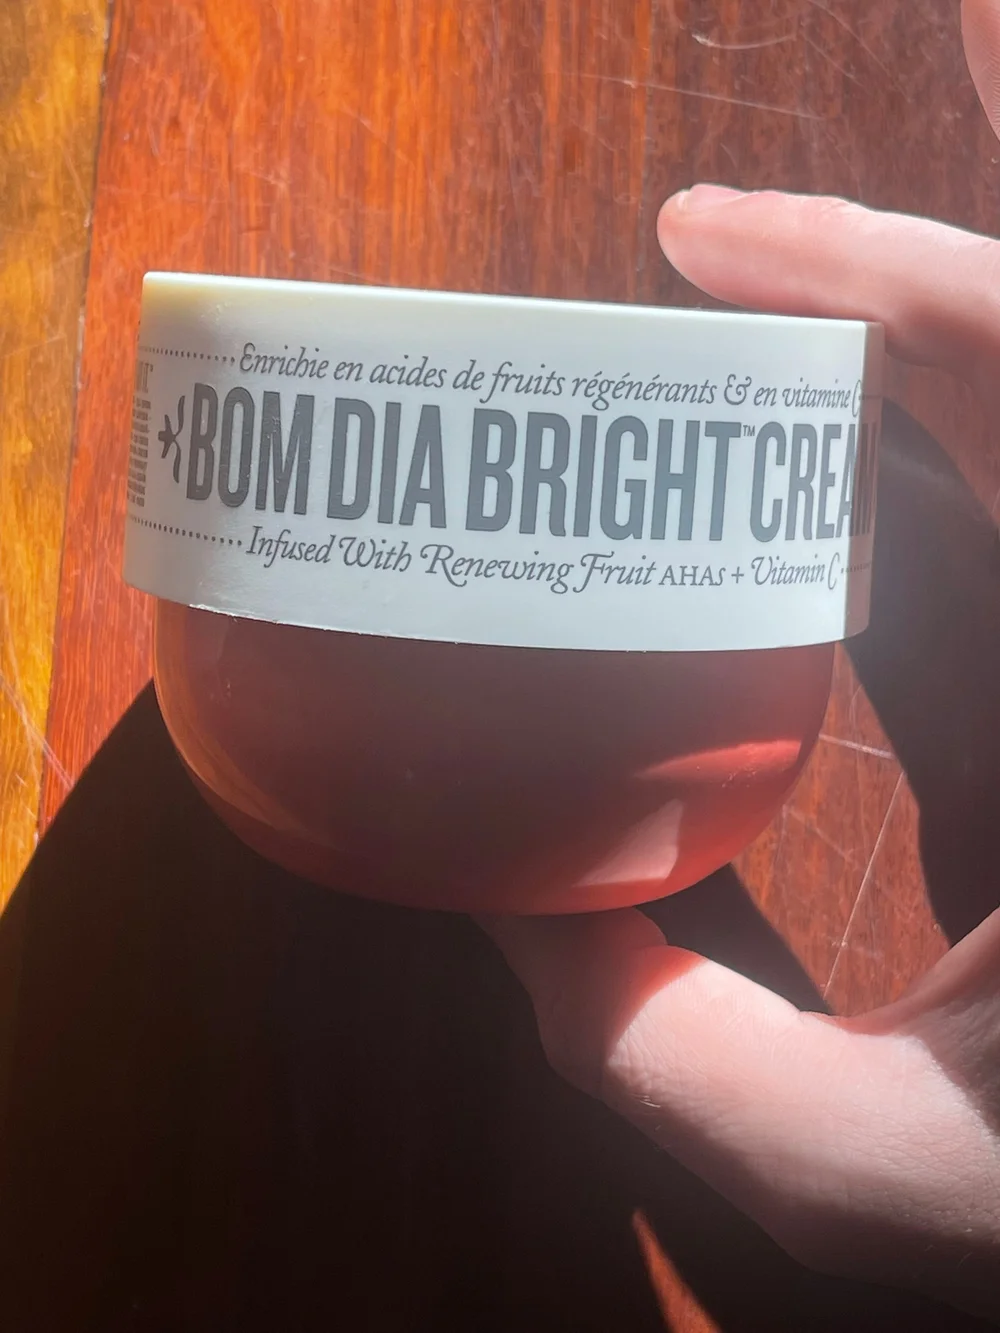 Enrichie en acides de fruits régénérants & en vitamine C
BOM DIA BRIGHT™ CREAM
Infused With Renewing Fruit AHAs + Vitamin C